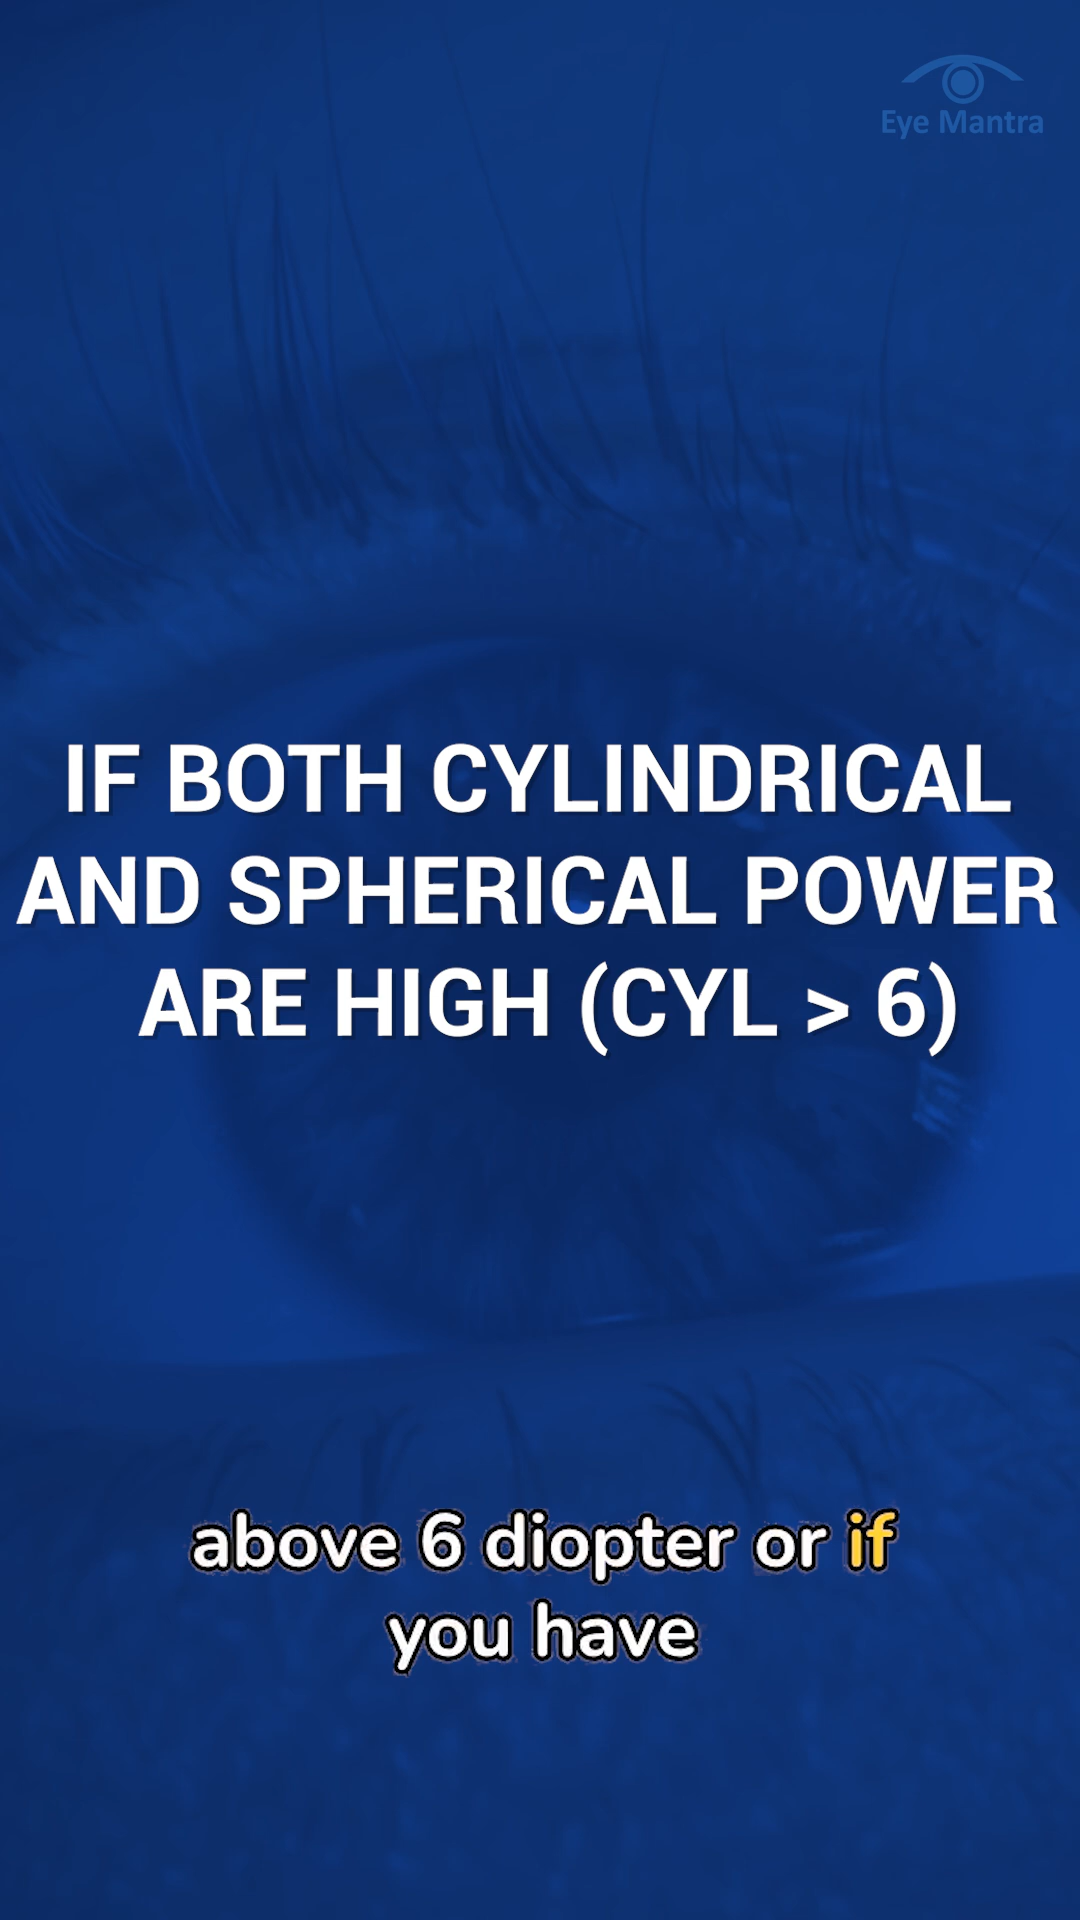 Eye Mantra
IF BOTH CYLINDRICAL
AND SPHERICAL POWER
ARE HIGH (CYL > 6)
above 6 diopter or if
you have